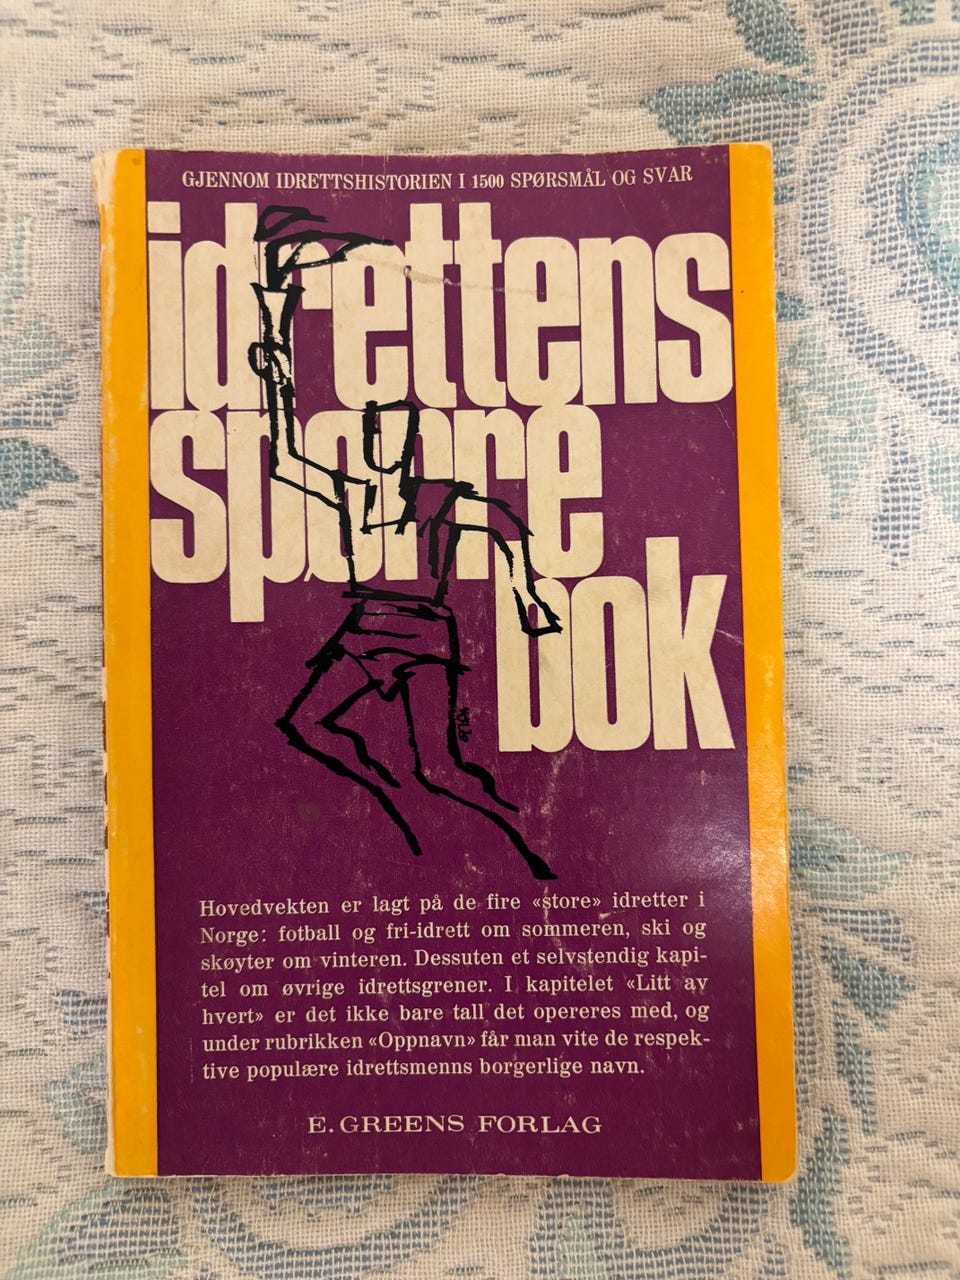 GJENNOM IDRETTSHISTORIEN I 1500 SPØRSMÅL OG SVAR
idrettens
spørre
bok
Hovedvekten er lagt på de fire «store» idretter i
Norge: fotball og fri-idrett om sommeren, ski og
skøyter om vinteren. Dessuten et selvstendig kapi-
tel om øvrige idrettsgrener. I kapitelet «Litt av
hvert» er det ikke bare tall det opereres med, og
under rubrikken «Oppnavn» får man vite de respek-
tive populære idrettsmenns borgerlige navn.
E. GREENS FORLAG